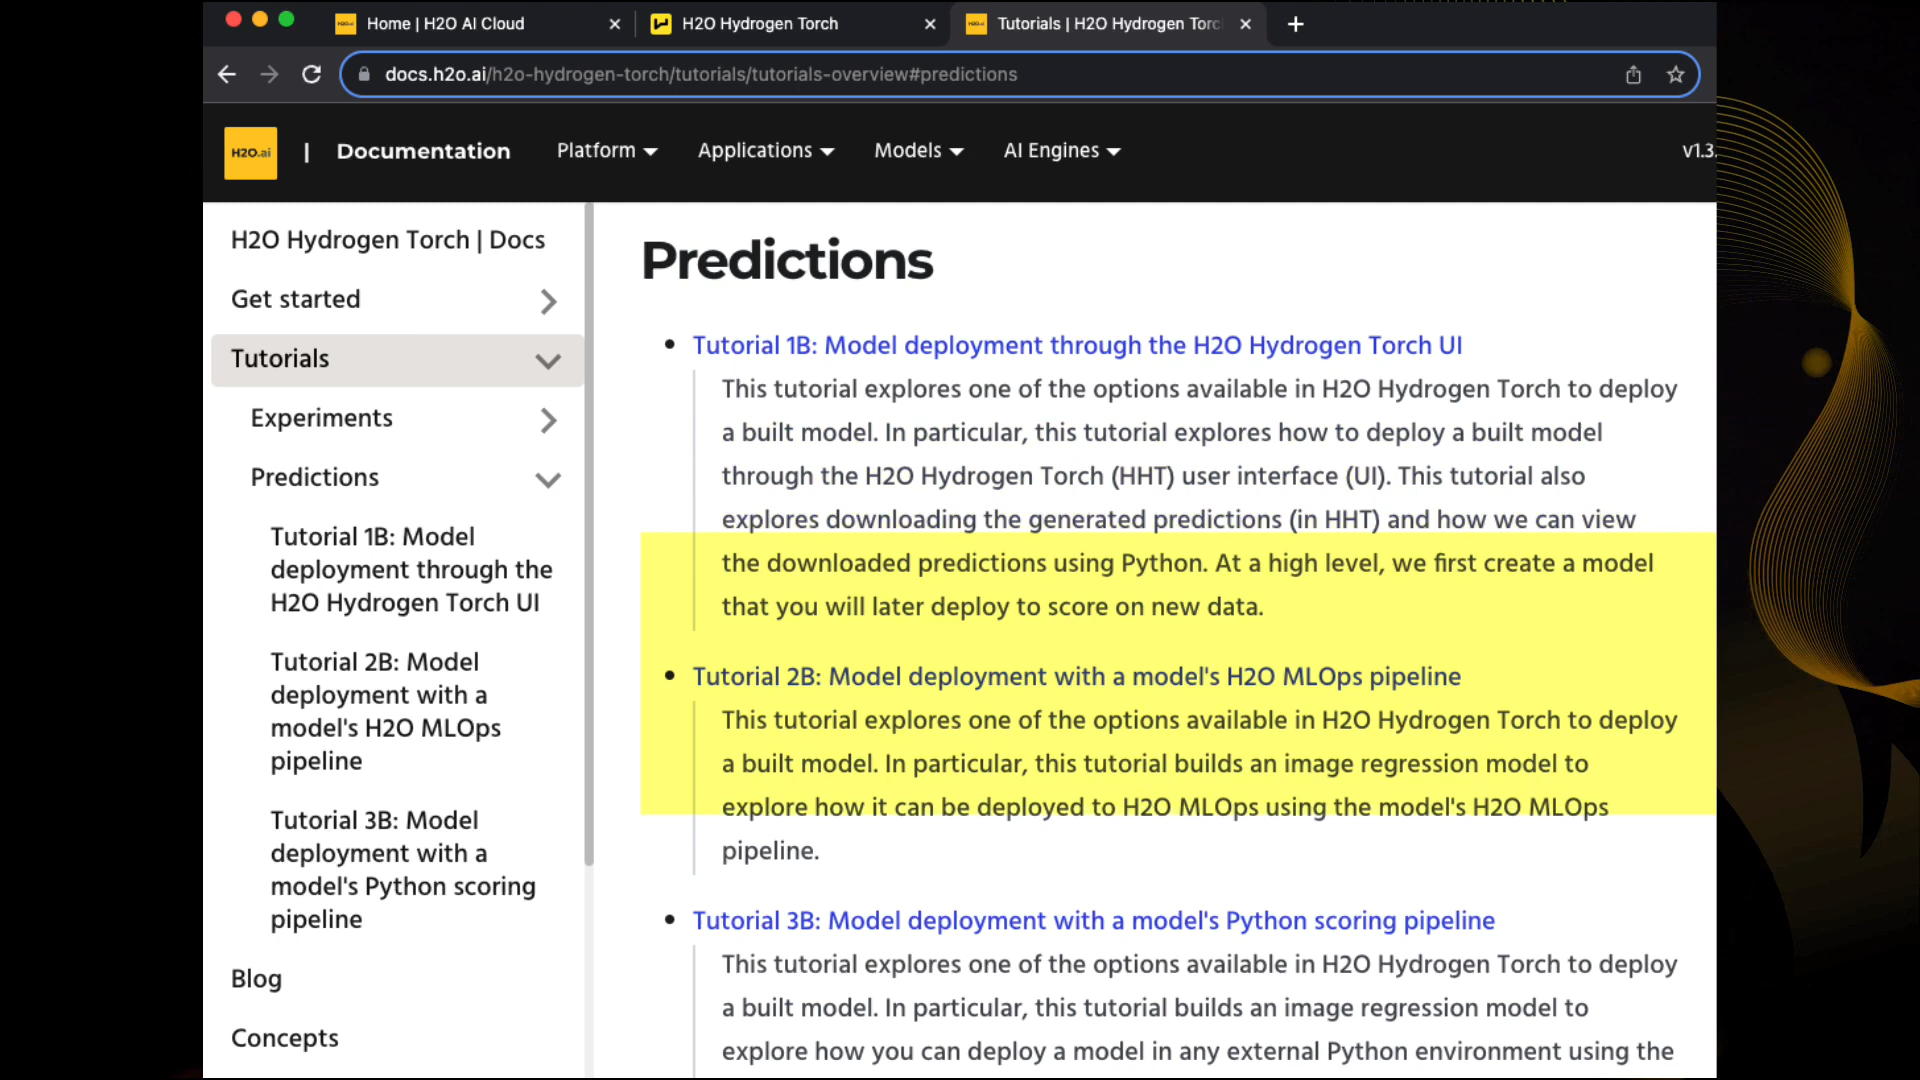 Home | H2O AI Cloud
H2O Hydrogen Torch
Tutorials | H2O Hydrogen Torc
docs.h2o.ai/h2o-hydrogen-torch/tutorials/tutorials-overview#predictions
H2O.ai
| Documentation
Platform
Applications
Models
AI Engines
v1.3.
H2O Hydrogen Torch | Docs
Get started
Tutorials
Experiments
Predictions
Tutorial 1B: Model
deployment through the
H2O Hydrogen Torch UI
Tutorial 2B: Model
deployment with a
model's H2O MLOps
pipeline
Tutorial 3B: Model
deployment with a
model's Python scoring
pipeline
Blog
Concepts
Predictions
• Tutorial 1B: Model deployment through the H2O Hydrogen Torch UI
This tutorial explores one of the options available in H2O Hydrogen Torch to deploy
a built model. In particular, this tutorial explores how to deploy a built model
through the H2O Hydrogen Torch (HHT) user interface (UI). This tutorial also
explores downloading the generated predictions (in HHT) and how we can view
the downloaded predictions using Python. At a high level, we first create a model
that you will later deploy to score on new data.
• Tutorial 2B: Model deployment with a model's H2O MLOps pipeline
This tutorial explores one of the options available in H2O Hydrogen Torch to deploy
a built model. In particular, this tutorial builds an image regression model to
explore how it can be deployed to H2O MLOps using the model's H2O MLOps
pipeline.
• Tutorial 3B: Model deployment with a model's Python scoring pipeline
This tutorial explores one of the options available in H2O Hydrogen Torch to deploy
a built model. In particular, this tutorial builds an image regression model to
explore how you can deploy a model in any external Python environment using the